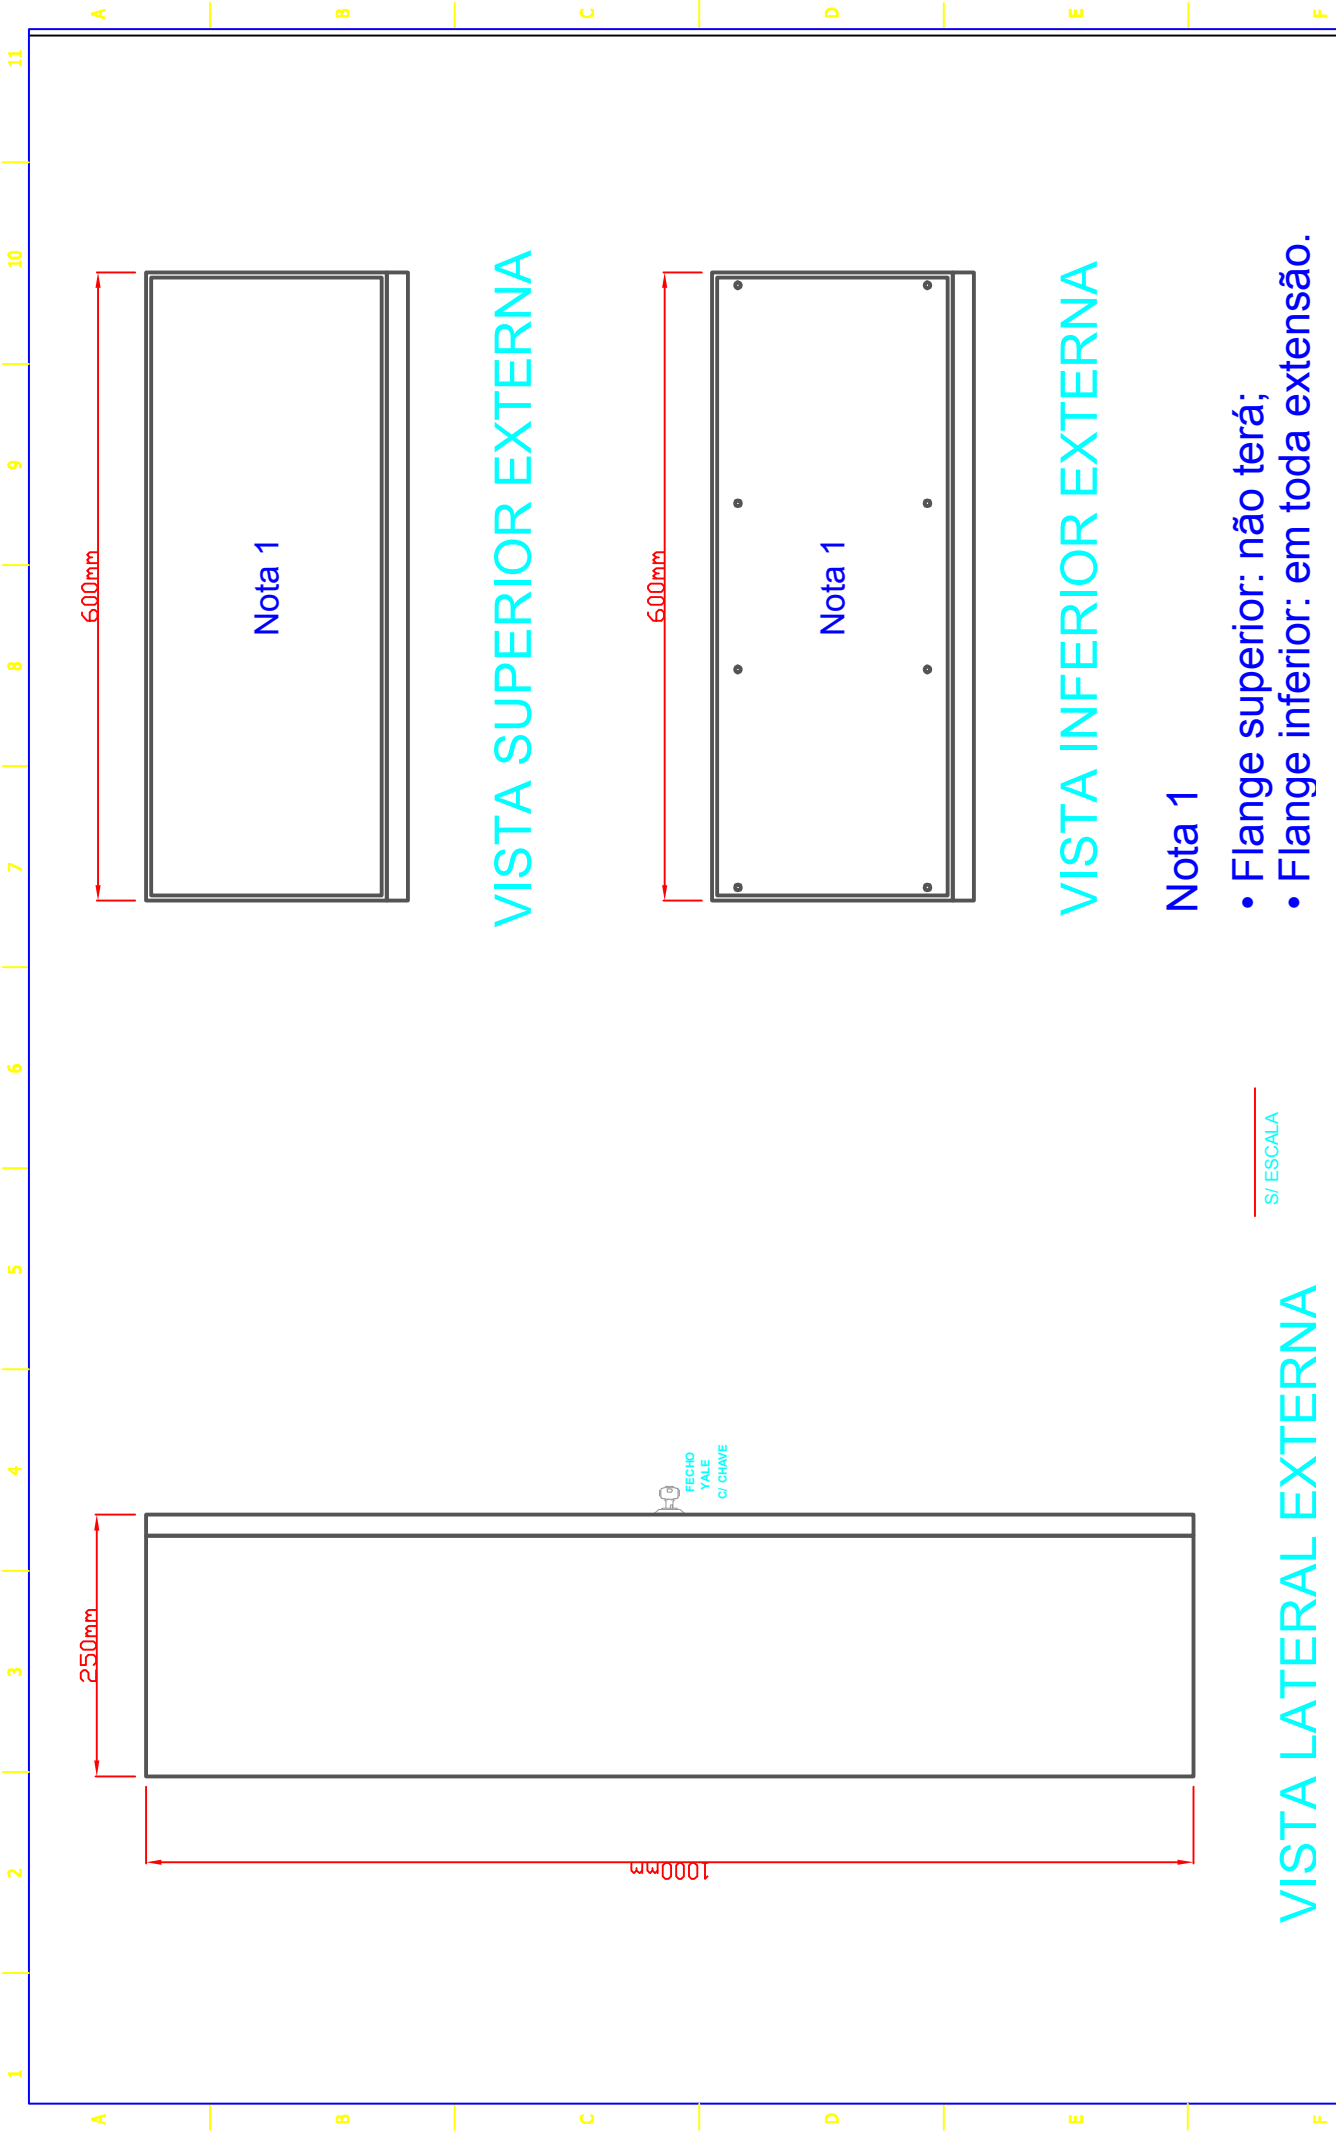 1 2 3 4 5 6 7 8 9 10 11
A
B
C
D
E
F
A
B
C
D
E
F
250mm
1000mm
FECHO
YALE
C/ CHAVE
VISTA LATERAL EXTERNA
S/ ESCALA
600mm
Nota 1
VISTA SUPERIOR EXTERNA
600mm
Nota 1
VISTA INFERIOR EXTERNA
Nota 1
• Flange superior: não terá;
• Flange inferior: em toda extensão.